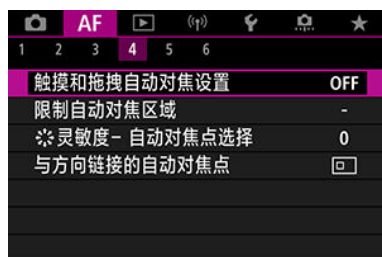 AF
1 2 3 4 5 6
触摸和拖拽自动对焦设置 OFF
限制自动对焦区域 -
灵敏度- 自动对焦点选择 0
与方向链接的自动对焦点